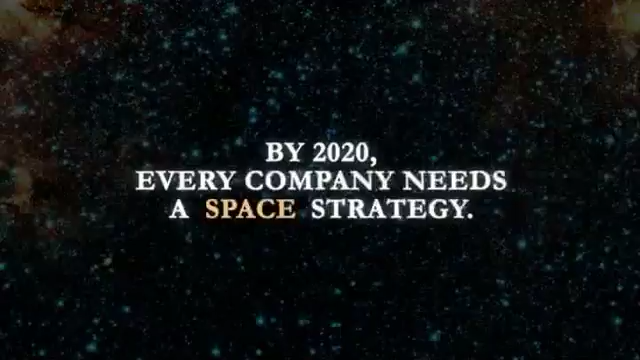 BY 2020,
EVERY COMPANY NEEDS
A SPACE STRATEGY.